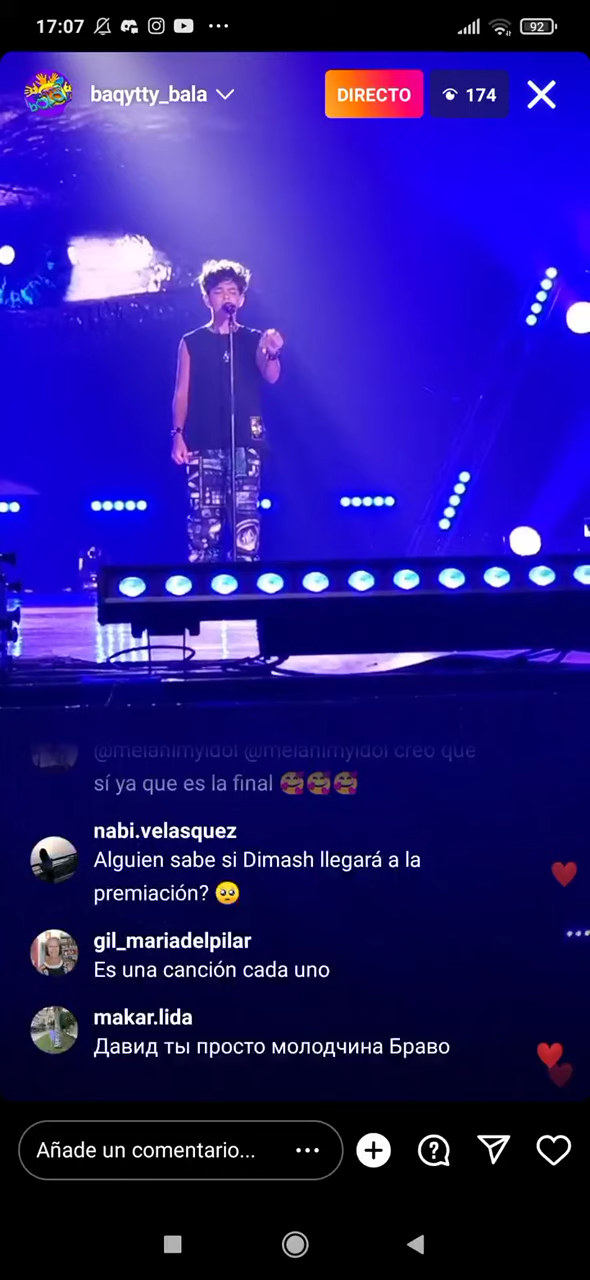 17:07
92
baqytty_bala
DIRECTO
174
@melanimyidol @melanimyidol creo que
sí ya que es la final 🥰🥰🥰
nabi.velasquez
Alguien sabe si Dimash llegará a la
premiación? 🥺
gil_mariadelpilar
Es una canción cada uno
makar.lida
Давид ты просто молодчина Браво
Añade un comentario...